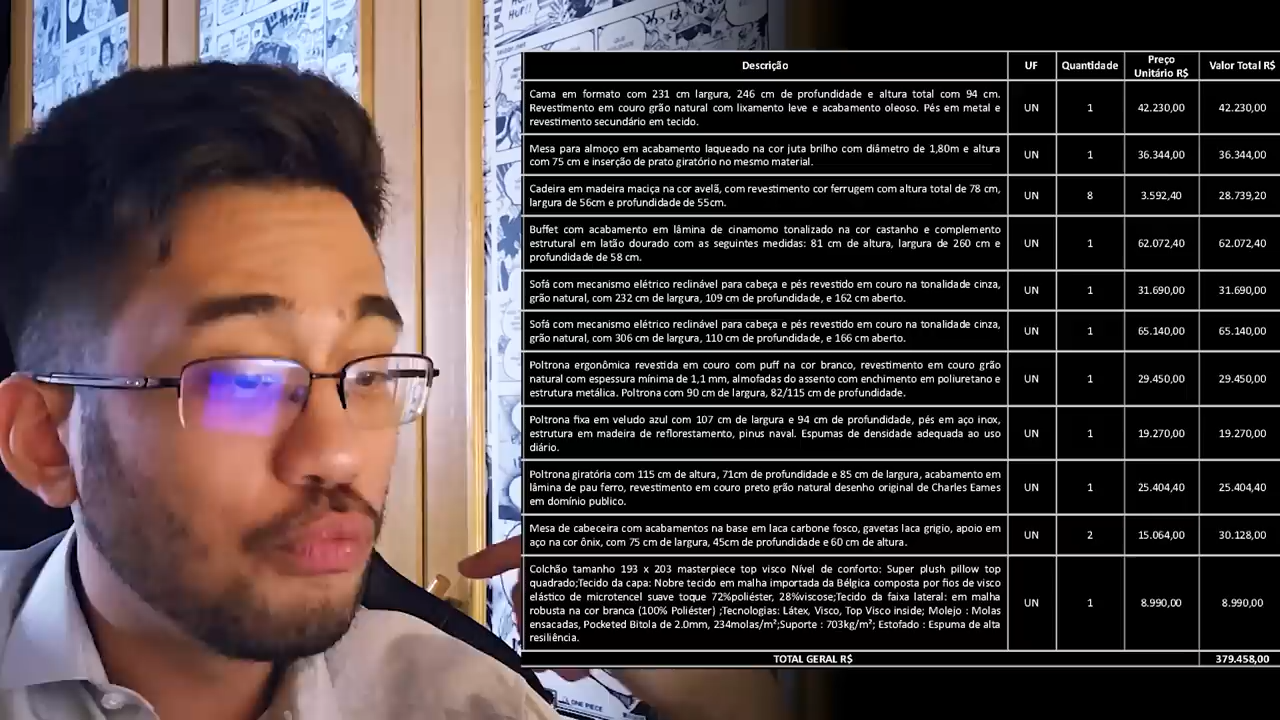 Descrição UF Quantidade Preço Unitário R$ Valor Total R$
Cama em formato com 231 cm largura, 246 cm de profundidade e altura total com 94 cm.
Revestimento em couro grão natural com lixamento leve e acabamento oleoso. Pés em metal e
revestimento secundário em tecido.
UN 1 42.230,00 42.230,00
Mesa para almoço em acabamento laqueado na cor juta brilho com diâmetro de 1,80m e altura
com 75 cm e inserção de prato giratório no mesmo material.
UN 1 36.344,00 36.344,00
Cadeira em madeira maciça na cor avelã, com revestimento cor ferrugem com altura total de 78 cm,
largura de 56cm e profundidade de 55cm.
UN 8 3.592,40 28.739,20
Buffet com acabamento em lâmina de cinamomo tonalizado na cor castanho e complemento
estrutural em latão dourado com as seguintes medidas: 81 cm de altura, largura de 260 cm e
profundidade de 58 cm.
UN 1 62.072,40 62.072,40
Sofá com mecanismo elétrico reclinável para cabeça e pés revestido em couro na tonalidade cinza,
grão natural, com 232 cm de largura, 109 cm de profundidade, e 162 cm aberto.
UN 1 31.690,00 31.690,00
Sofá com mecanismo elétrico reclinável para cabeça e pés revestido em couro na tonalidade cinza,
grão natural, com 306 cm de largura, 110 cm de profundidade, e 166 cm aberto.
UN 1 65.140,00 65.140,00
Poltrona ergonômica revestida em couro com puff na cor branco, revestimento em couro grão
natural com espessura mínima de 1,1 mm, almofadas do assento com enchimento em poliuretano e
estrutura metálica. Poltrona com 90 cm de largura, 82/115 cm de profundidade.
UN 1 29.450,00 29.450,00
Poltrona fixa em veludo azul com 107 cm de largura e 94 cm de profundidade, pés em aço inox,
estrutura em madeira de reflorestamento, pinus naval. Espumas de densidade adequada ao uso
diário.
UN 1 19.270,00 19.270,00
Poltrona giratória com 115 cm de altura, 71cm de profundidade e 85 cm de largura, acabamento em
lâmina de pau ferro, revestimento em couro preto grão natural desenho original de Charles Eames
em domínio publico.
UN 1 25.404,40 25.404,40
Mesa de cabeceira com acabamentos na base em laca carbone fosco, gavetas laca grigio, apoio em
aço na cor ônix, com 75 cm de largura, 45cm de profundidade e 60 cm de altura.
UN 2 15.064,00 30.128,00
Colchão tamanho 193 x 203 masterpiece top visco Nível de conforto: Super plush pillow top
quadrado;Tecido da capa: Nobre tecido em malha importada da Bélgica composta por fios de visco
elástico de microtencel suave toque 72%poliéster, 28%viscose;Tecido da faixa lateral: em malha
robusta na cor branca (100% Poliéster) ;Tecnologias: Látex, Visco, Top Visco inside; Molejo : Molas
ensacadas, Pocketed Bitola de 2.0mm, 234molas/m²;Suporte : 703kg/m²; Estofado : Espuma de alta
resiliência.
UN 1 8.990,00 8.990,00
TOTAL GERAL R$ 379.458,00
ONE PIECE